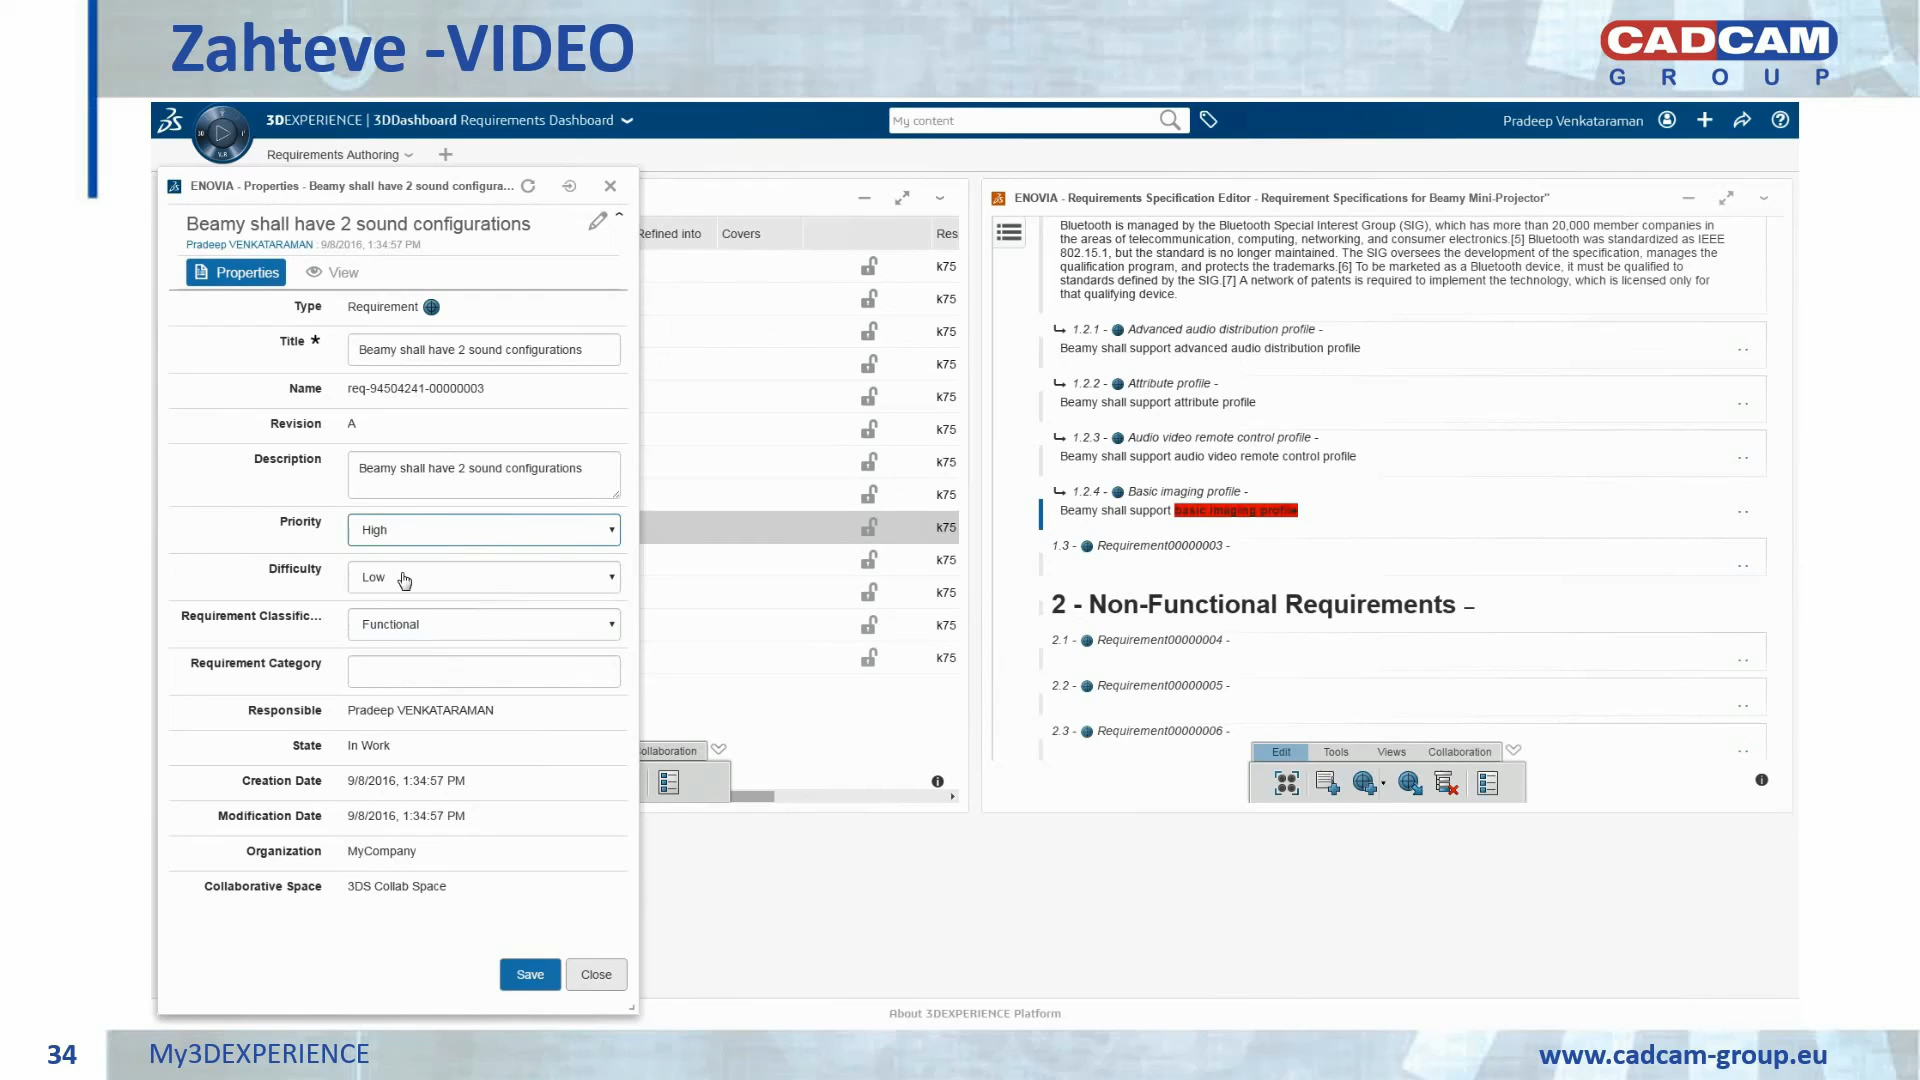 Zahteve -VIDEO
CADCAM
GROUP
3DEXPERIENCE | 3DDashboard Requirements Dashboard
My content
Pradeep Venkataraman
Requirements Authoring
ENOVIA - Properties - Beamy shall have 2 sound configura...
Beamy shall have 2 sound configurations
Pradeep VENKATARAMAN : 9/8/2016, 1:34:57 PM
Properties
View
Type Requirement
Title * Beamy shall have 2 sound configurations
Name req-94504241-00000003
Revision A
Description Beamy shall have 2 sound configurations
Priority High
Difficulty Low
Requirement Classific... Functional
Requirement Category
Responsible Pradeep VENKATARAMAN
State In Work
Creation Date 9/8/2016, 1:34:57 PM
Modification Date 9/8/2016, 1:34:57 PM
Organization MyCompany
Collaborative Space 3DS Collab Space
Save Close
Refined into Covers Res
k75
k75
k75
k75
k75
k75
k75
k75
k75
k75
k75
k75
k75
ollaboration
ENOVIA - Requirements Specification Editor - Requirement Specifications for Beamy Mini-Projector"
Bluetooth is managed by the Bluetooth Special Interest Group (SIG), which has more than 20,000 member companies in
the areas of telecommunication, computing, networking, and consumer electronics.[5] Bluetooth was standardized as IEEE
802.15.1, but the standard is no longer maintained. The SIG oversees the development of the specification, manages the
qualification program, and protects the trademarks.[6] To be marketed as a Bluetooth device, it must be qualified to
standards defined by the SIG.[7] A network of patents is required to implement the technology, which is licensed only for
that qualifying device.
1.2.1 - Advanced audio distribution profile -
Beamy shall support advanced audio distribution profile
1.2.2 - Attribute profile -
Beamy shall support attribute profile
1.2.3 - Audio video remote control profile -
Beamy shall support audio video remote control profile
1.2.4 - Basic imaging profile -
Beamy shall support basic imaging profile
1.3 - Requirement00000003 -
2 - Non-Functional Requirements –
2.1 - Requirement00000004 -
2.2 - Requirement00000005 -
2.3 - Requirement00000006 -
Edit Tools Views Collaboration
About 3DEXPERIENCE Platform
34
My3DEXPERIENCE
www.cadcam-group.eu